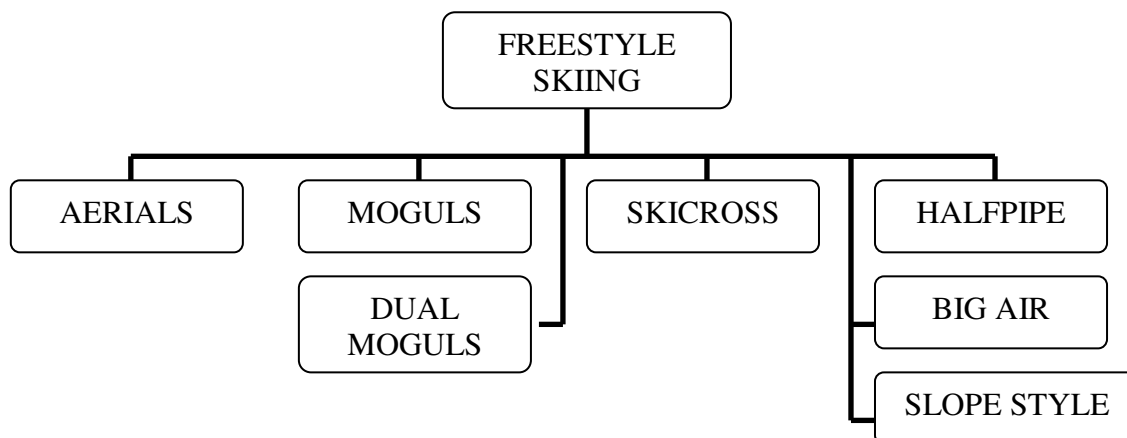 FREESTYLE
SKIING
AERIALS
MOGULS
SKICROSS
HALFPIPE
DUAL
MOGULS
BIG AIR
SLOPE STYLE